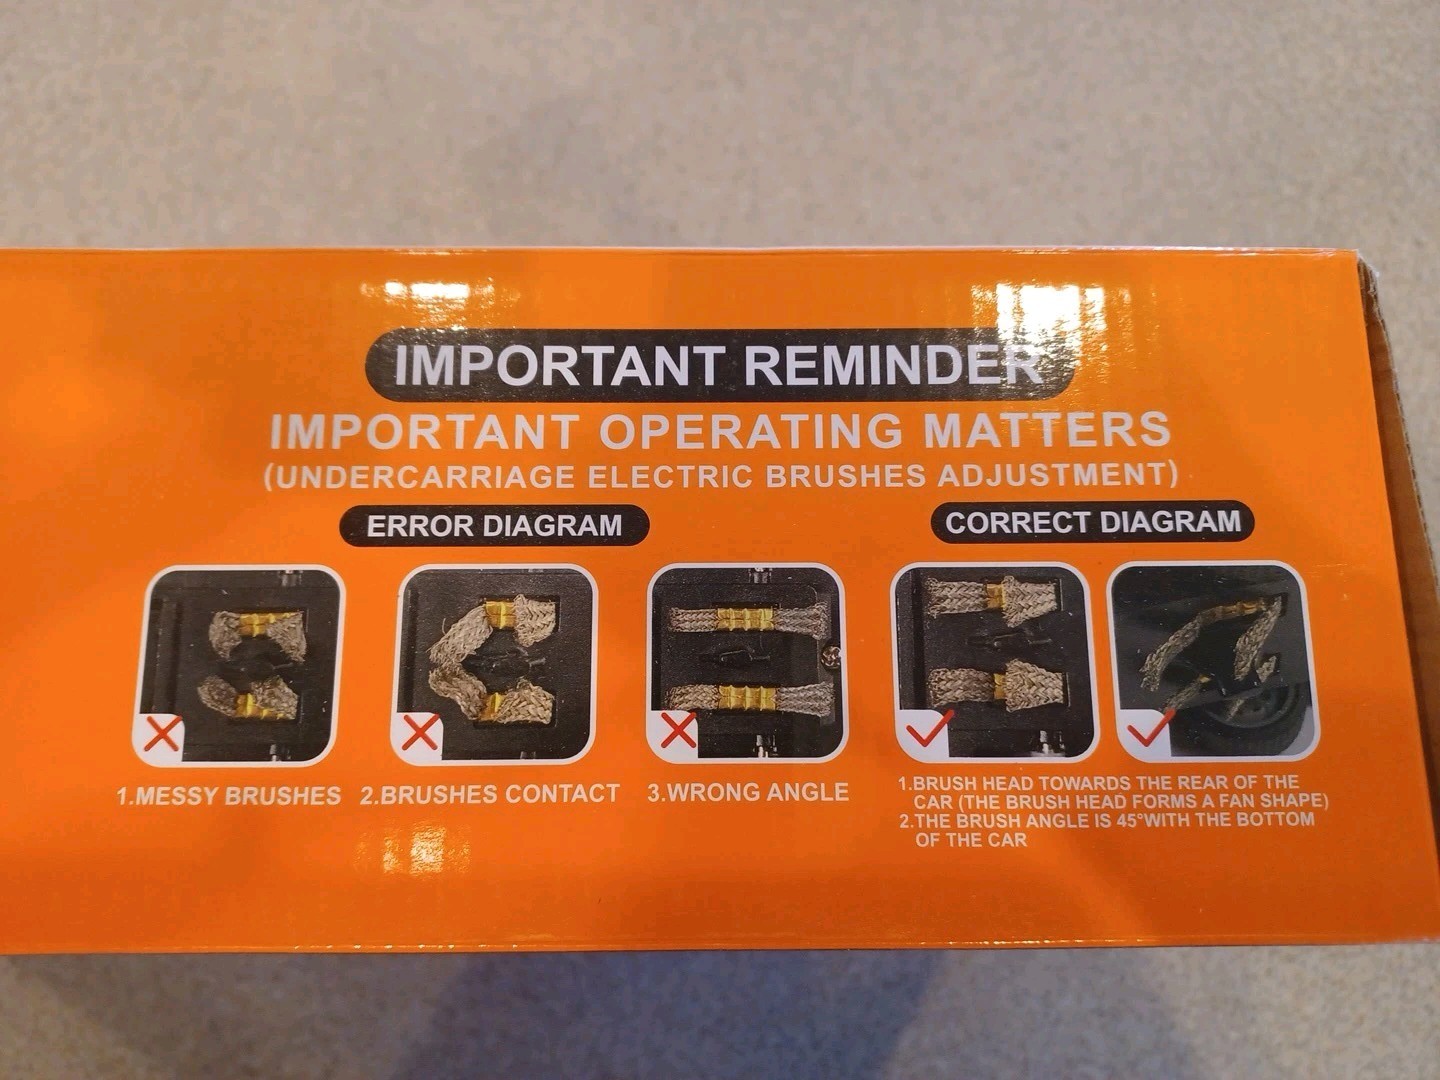 IMPORTANT REMINDER
IMPORTANT OPERATING MATTERS
(UNDERCARRIAGE ELECTRIC BRUSHES ADJUSTMENT)
ERROR DIAGRAM
CORRECT DIAGRAM
1.MESSY BRUSHES
2.BRUSHES CONTACT
3.WRONG ANGLE
1.BRUSH HEAD TOWARDS THE REAR OF THE
CAR (THE BRUSH HEAD FORMS A FAN SHAPE)
2.THE BRUSH ANGLE IS 45°WITH THE BOTTOM
OF THE CAR